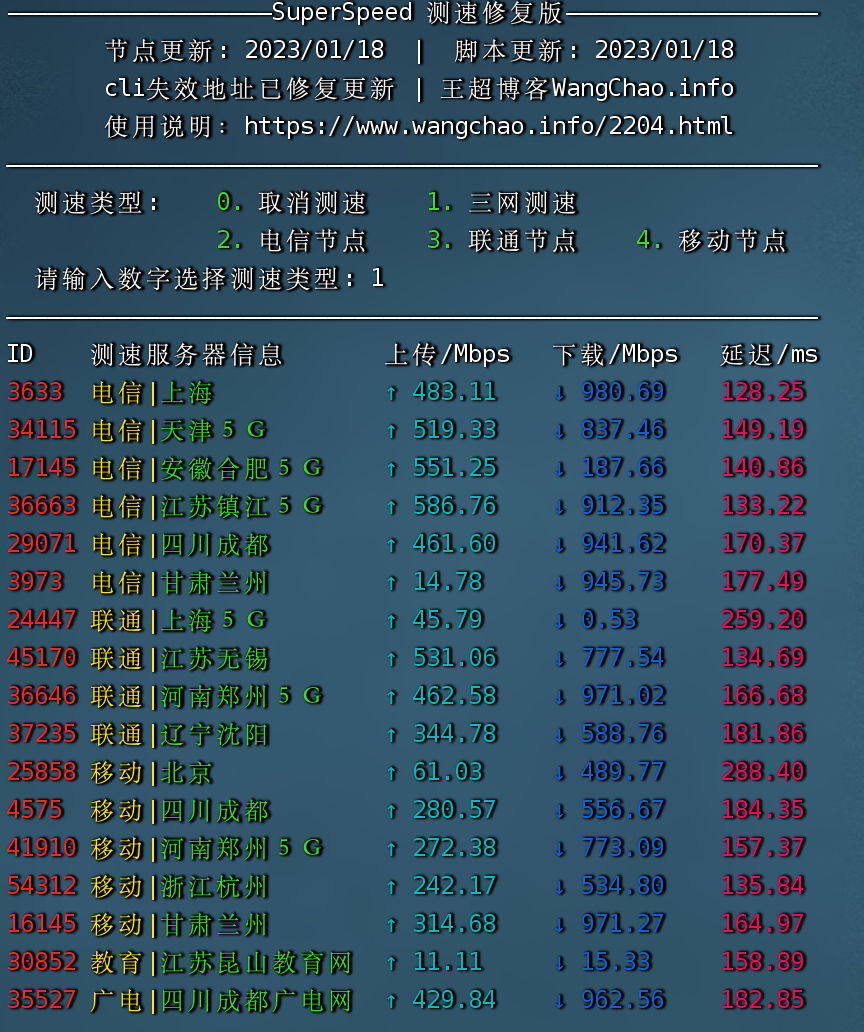 SuperSpeed 测速修复版
节点更新: 2023/01/18 | 脚本更新: 2023/01/18
cli失效地址已修复更新 | 王超博客WangChao.info
使用说明: https://www.wangchao.info/2204.html
测速类型: 0. 取消测速 1. 三网测速
2. 电信节点 3. 联通节点 4. 移动节点
请输入数字选择测速类型: 1
ID 测速服务器信息 上传/Mbps 下载/Mbps 延迟/ms
3633 电信|上海 ↑ 483.11 ↓ 980.69 128.25
34115 电信|天津５Ｇ ↑ 519.33 ↓ 837.46 149.19
17145 电信|安徽合肥５Ｇ ↑ 551.25 ↓ 187.66 140.86
36663 电信|江苏镇江５Ｇ ↑ 586.76 ↓ 912.35 133.22
29071 电信|四川成都 ↑ 461.60 ↓ 941.62 170.37
3973 电信|甘肃兰州 ↑ 14.78 ↓ 945.73 177.49
24447 联通|上海５Ｇ ↑ 45.79 ↓ 0.53 259.20
45170 联通|江苏无锡 ↑ 531.06 ↓ 777.54 134.69
36646 联通|河南郑州５Ｇ ↑ 462.58 ↓ 971.02 166.68
37235 联通|辽宁沈阳 ↑ 344.78 ↓ 588.76 181.86
25858 移动|北京 ↑ 61.03 ↓ 489.77 288.40
4575 移动|四川成都 ↑ 280.57 ↓ 556.67 184.35
41910 移动|河南郑州５Ｇ ↑ 272.38 ↓ 773.09 157.37
54312 移动|浙江杭州 ↑ 242.17 ↓ 534.80 135.84
16145 移动|甘肃兰州 ↑ 314.68 ↓ 971.27 164.97
30852 教育|江苏昆山教育网 ↑ 11.11 ↓ 15.33 158.89
35527 广电|四川成都广电网 ↑ 429.84 ↓ 962.56 182.85